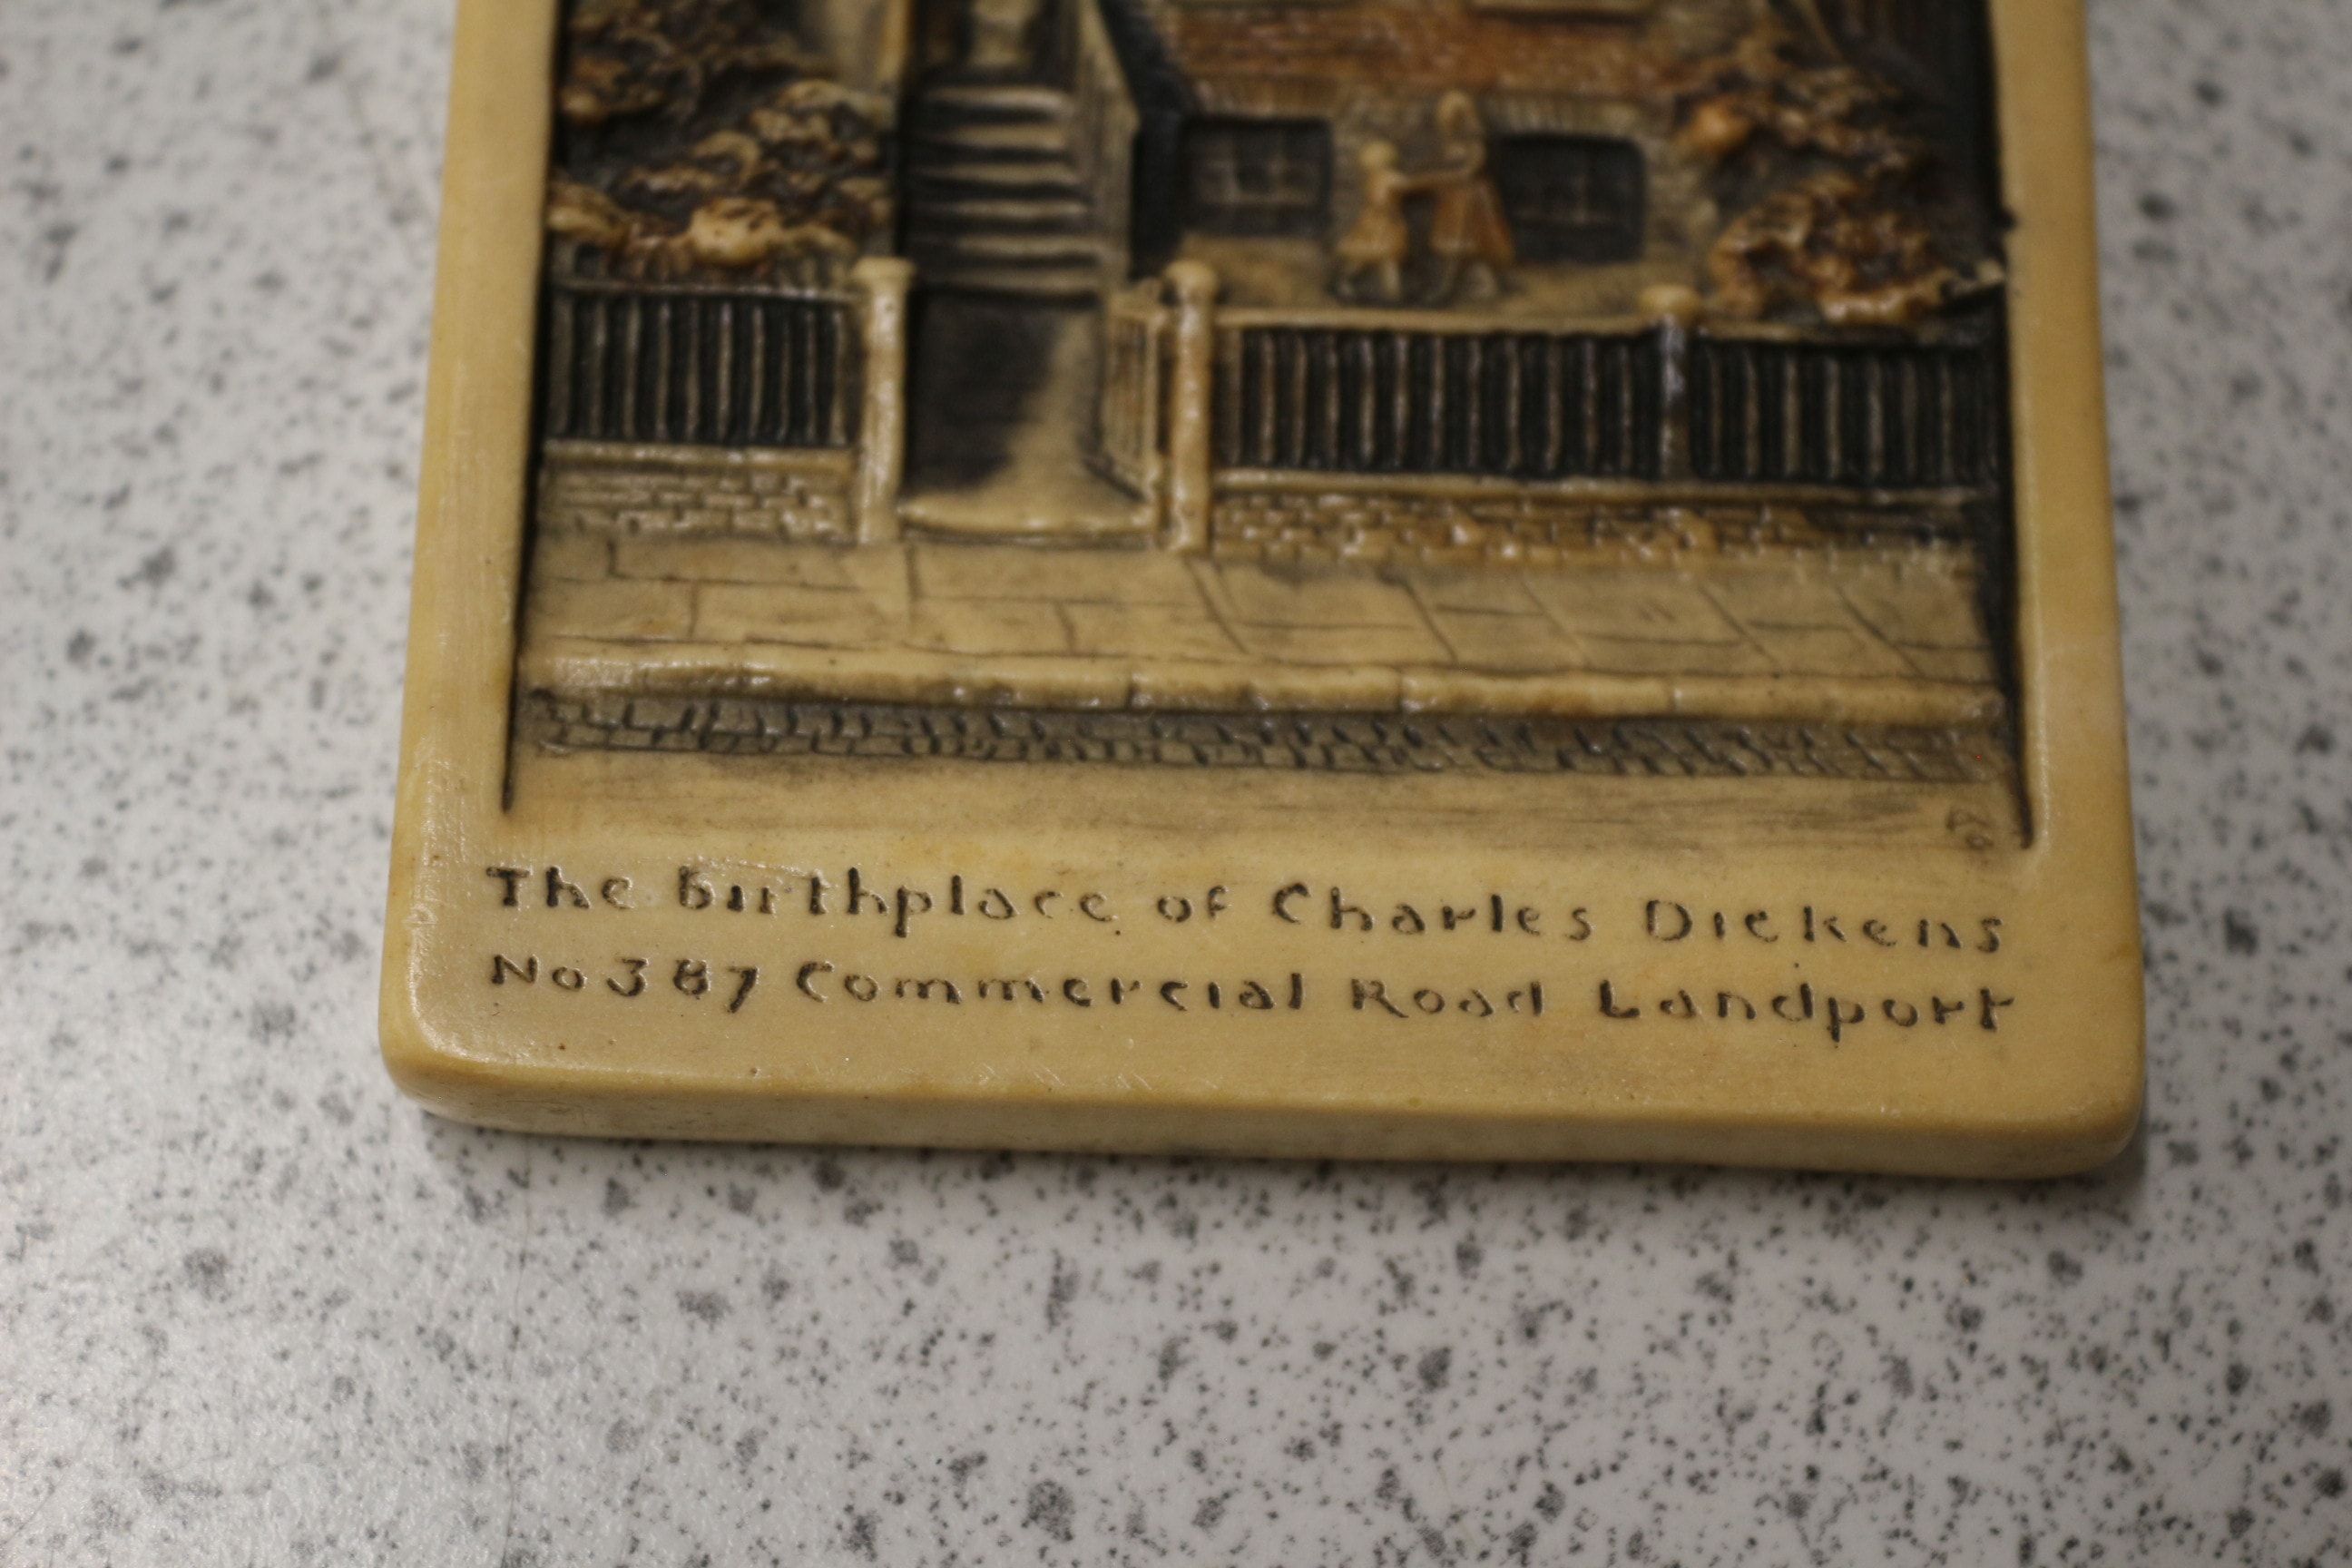 The birthplace of Charles Dickens
No 387 Commercial Road Landport